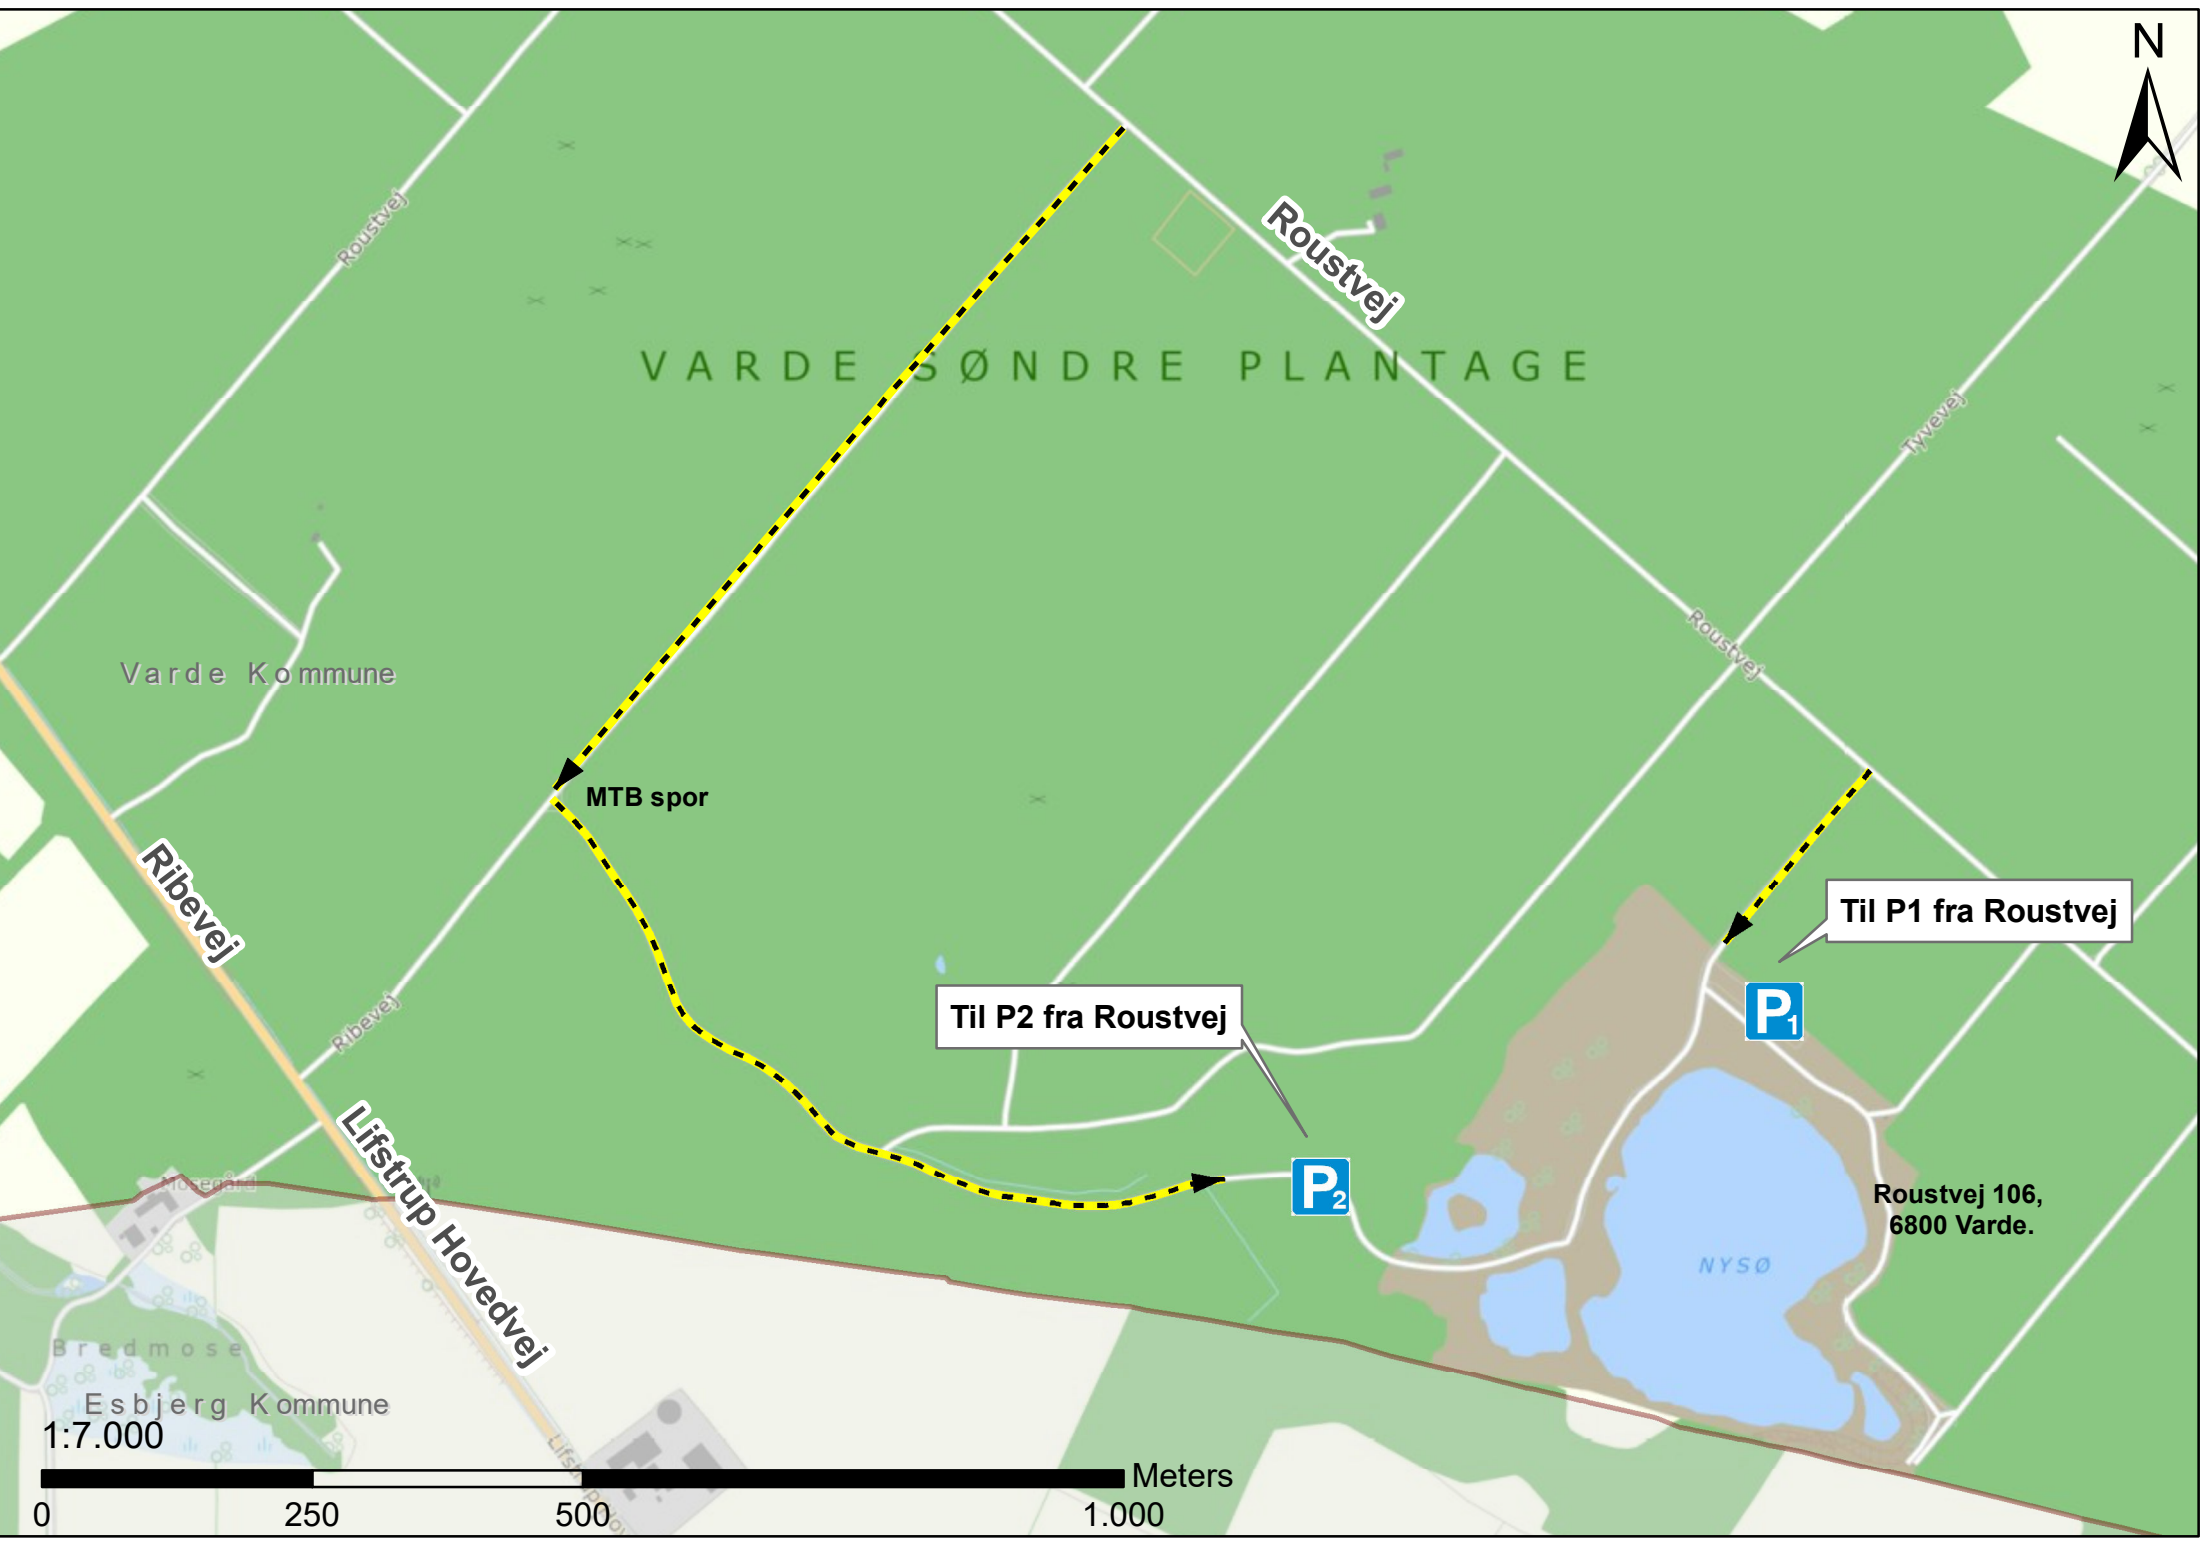 N
Roustvej
Roustvej
VARDE SØNDRE PLANTAGE
Tyvevej
Roustvej
Varde Kommune
MTB spor
Ribevej
Til P1 fra Roustvej
Ribevej
Til P2 fra Roustvej
P1
Lifstrup Hovedvej
Mosegård
P2
Roustvej 106,
6800 Varde.
NYSØ
Bredmose
Esbjerg Kommune
1:7.000
Meters
0 250 500 1.000